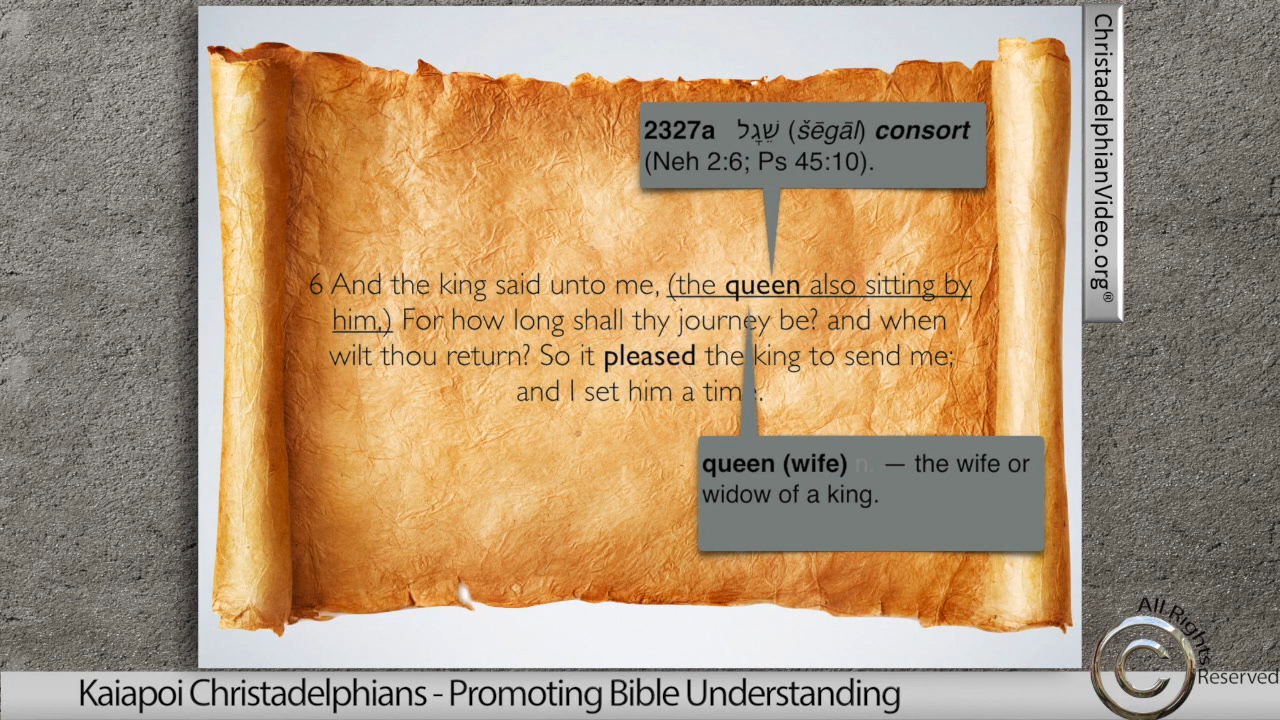 2327a שֵׁגָל (šēgāl) consort
(Neh 2:6; Ps 45:10).
6 And the king said unto me, (the queen also sitting by
him,) For how long shall thy journey be? and when
wilt thou return? So it pleased the king to send me;
and I set him a time.
queen (wife) n. — the wife or
widow of a king.
ChristadelphianVideo.org®
All Rights
C
Reserved
Kaiapoi Christadelphians - Promoting Bible Understanding